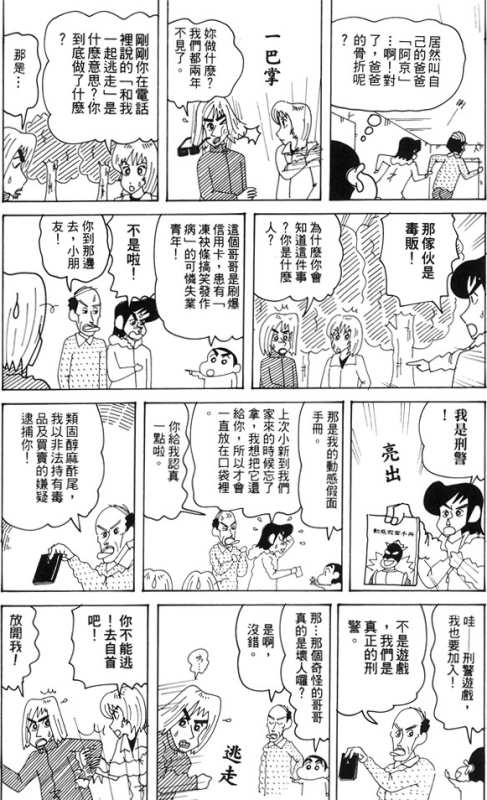 居然叫自
己的爸爸
「阿京」
…啊！對
了，爸爸
的骨折呢
？
一巴掌
妳做什麼？
我們都兩年
不見了。
剛剛你在電話
裡說的「和我
一起逃走」是
什麼意思？你
到底做了什麼
？
那是…
那傢伙是
毒販！
為什麼你會
知道這件事
？你是什麼
人？
這個哥哥是刷爆
信用卡，患有「
凍袂條搞笑發作
病」的可憐失業
青年！
不是啦！
你到那邊
去，小朋
友！
我是刑警
！
亮出
動感假面手冊
那是我的動感假面
手冊。
上次小新到我們
家來的時候忘了
拿，我想把它還
給你，所以才會
一直放在口袋裡
。
你給我認真
一點啦。
類固醇麻酔尾，
我以非法持有毒
品及買賣的嫌疑
逮捕你！
哇──刑警遊戲，
我也要加入！
不是遊戲
，我們是
真正的刑
警。
那…那個奇怪的哥哥
真的是壞人囉？
是啊，
沒錯。
逃走
你不能逃
！去自首
吧！
放開我！